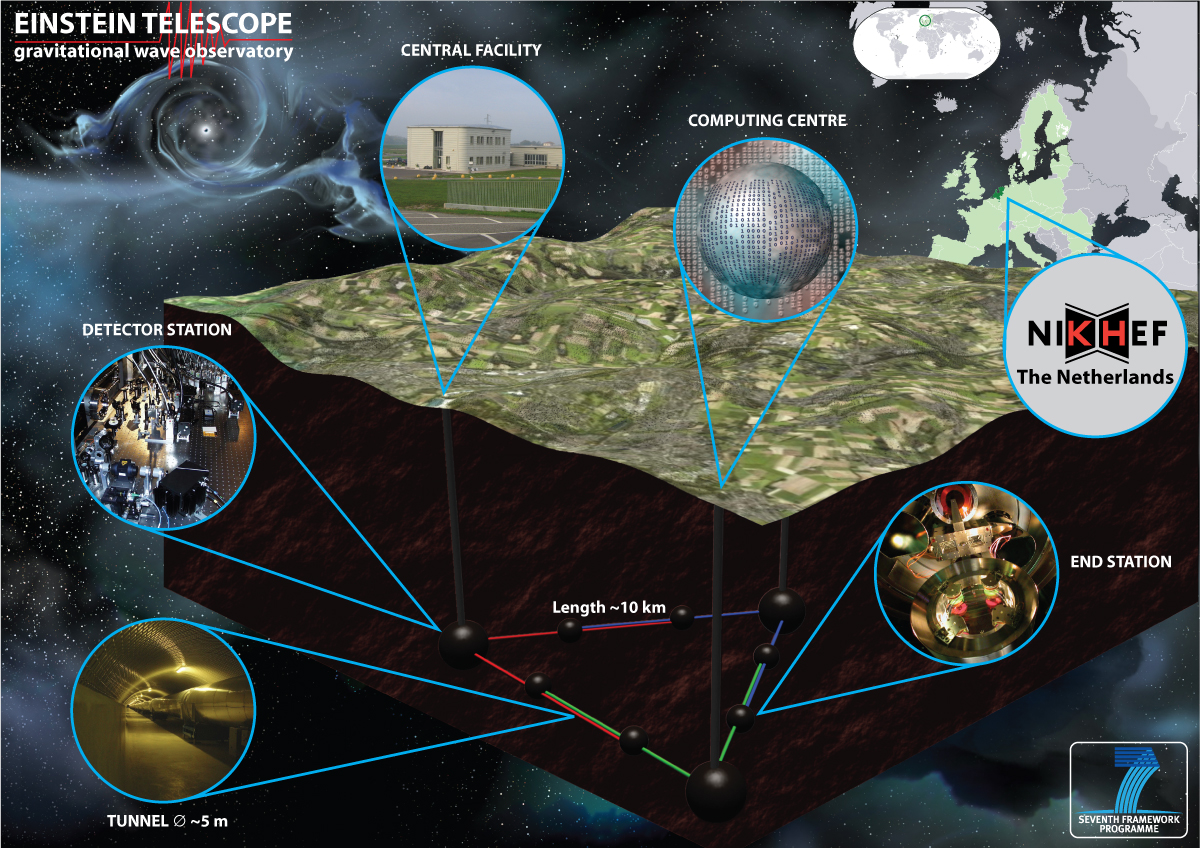 EINSTEIN TELESCOPE
gravitational wave observatory
CENTRAL FACILITY
COMPUTING CENTRE
NIKHEF
The Netherlands
DETECTOR STATION
END STATION
Length ~10 km
TUNNEL ∅ ~5 m
SEVENTH FRAMEWORK
PROGRAMME